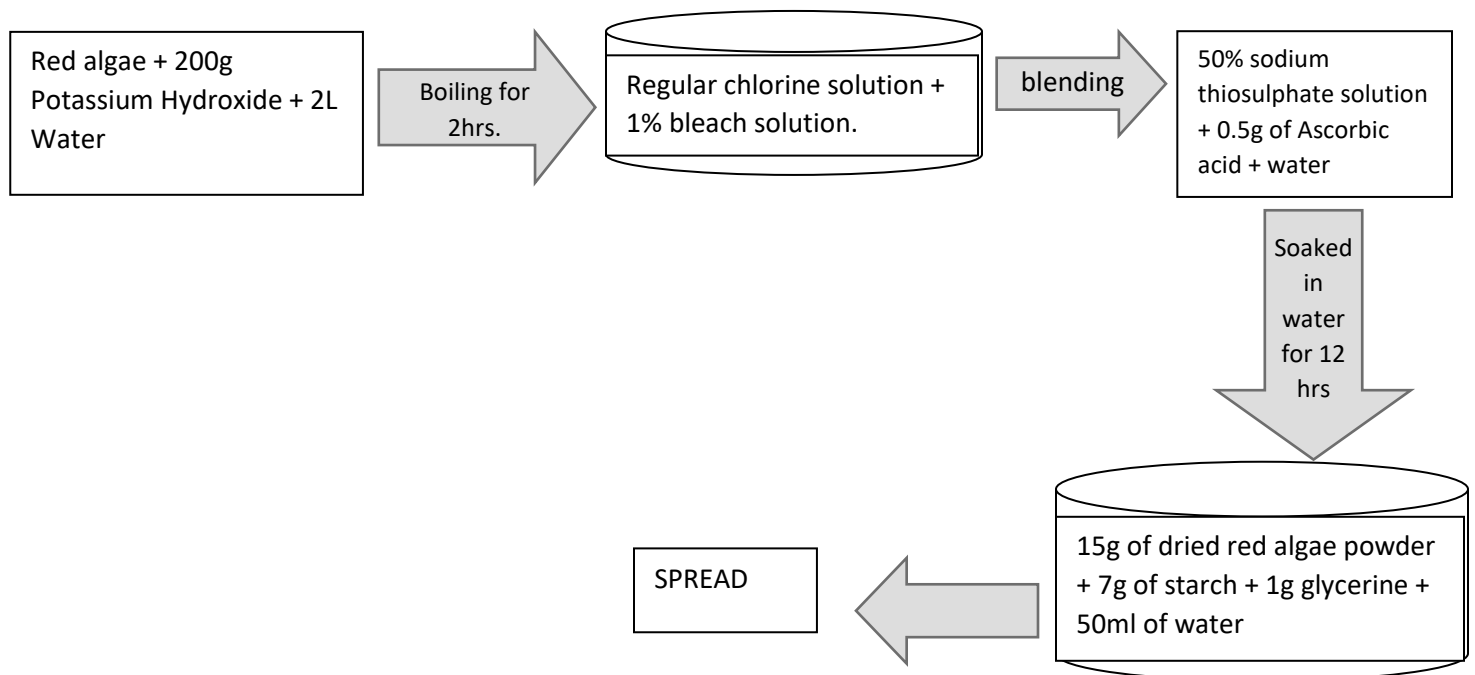 Red algae + 200g
Potassium Hydroxide + 2L
Water
Boiling for
2hrs.
Regular chlorine solution +
1% bleach solution.
blending
50% sodium
thiosulphate solution
+ 0.5g of Ascorbic
acid + water
Soaked
in
water
for 12
hrs
15g of dried red algae powder
+ 7g of starch + 1g glycerine +
50ml of water
SPREAD